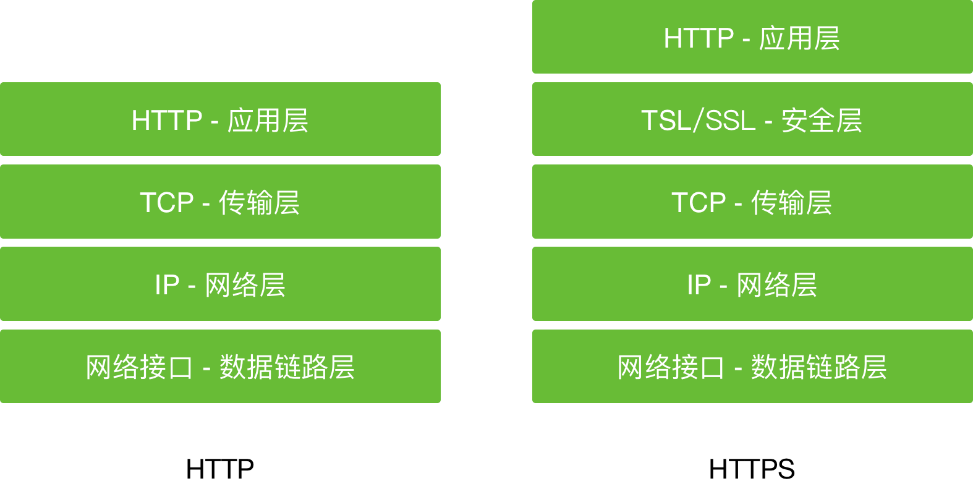 HTTP - 应用层
TCP - 传输层
IP - 网络层
网络接口 - 数据链路层
HTTP
HTTP - 应用层
TSL/SSL - 安全层
TCP - 传输层
IP - 网络层
网络接口 - 数据链路层
HTTPS